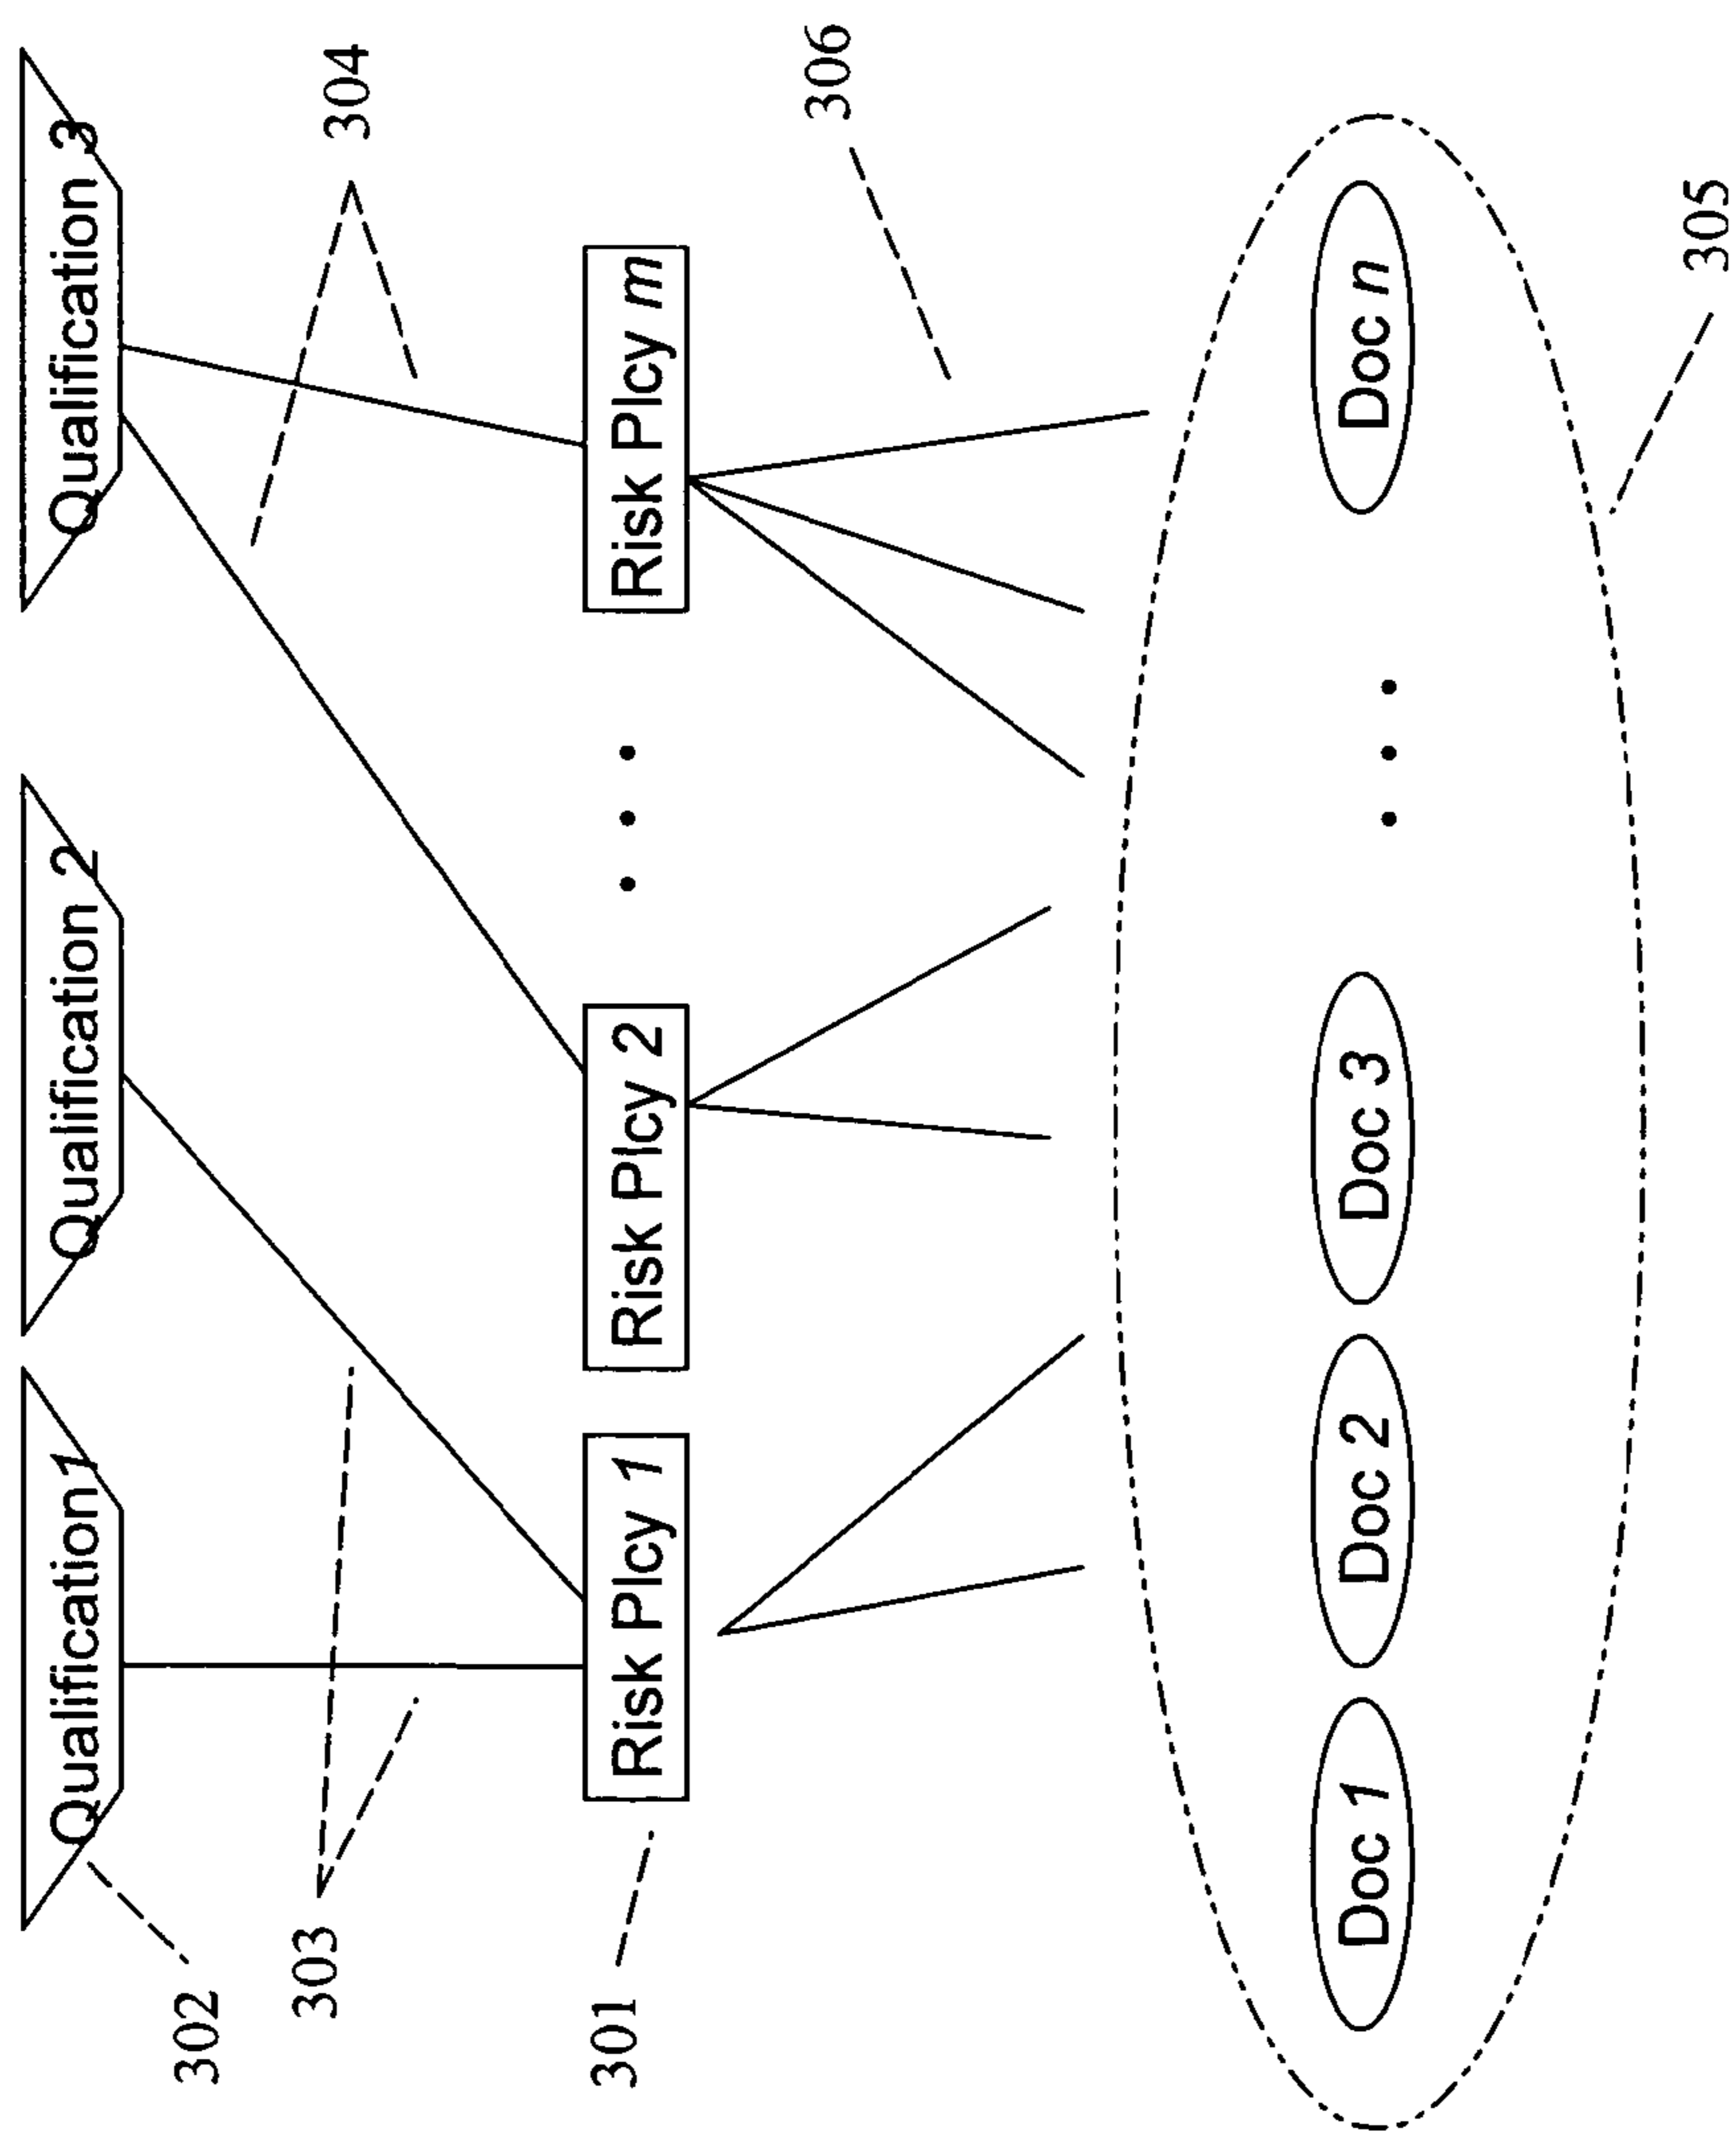 302
Qualification 1
Qualification 2
Qualification 3
303
304
301
Risk Plcy 1
Risk Plcy 2
• • •
Risk Plcy m
306
Doc 1
Doc 2
Doc 3
• • •
Doc n
305